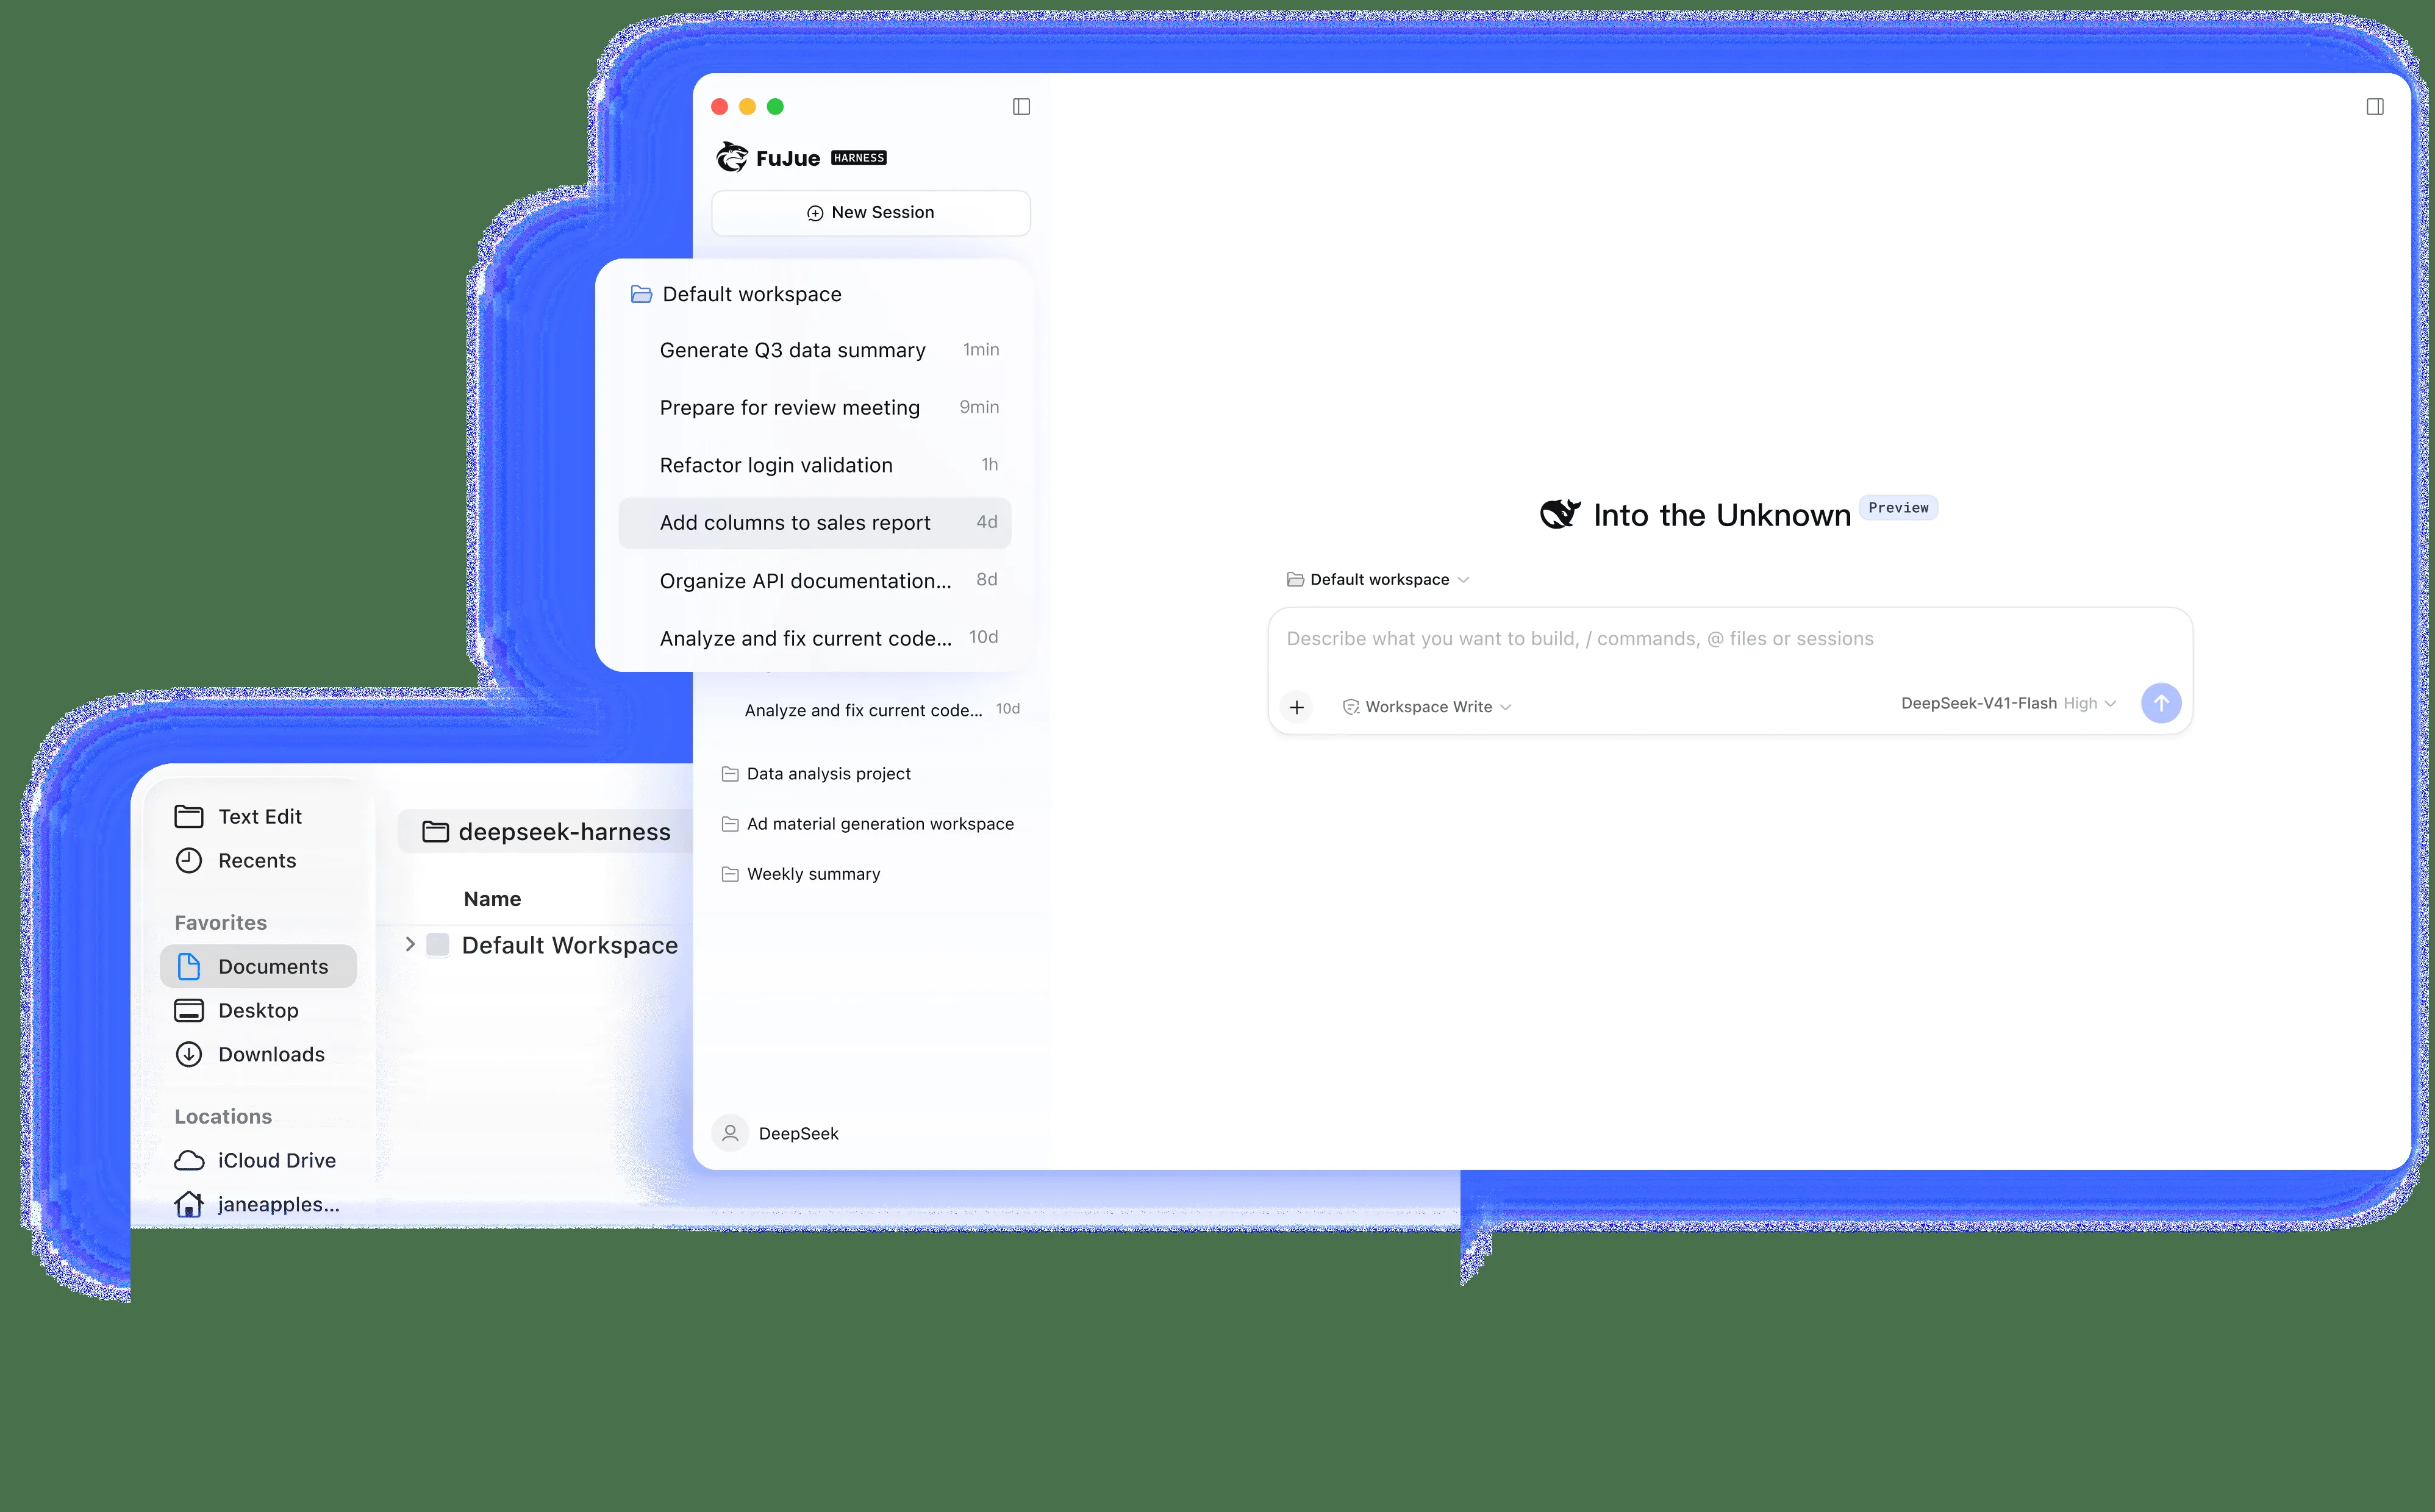 FuJue HARNESS
New Session
Default workspace
Generate Q3 data summary 1min
Prepare for review meeting 9min
Refactor login validation 1h
Add columns to sales report 4d
Organize API documentation... 8d
Analyze and fix current code... 10d
Analyze and fix current code... 10d
Data analysis project
Ad material generation workspace
Weekly summary
DeepSeek
Into the Unknown Preview
Default workspace
Describe what you want to build, / commands, @ files or sessions
Workspace Write
DeepSeek-V41-Flash High
Text Edit
Recents
Favorites
Documents
Desktop
Downloads
Locations
iCloud Drive
janeapples...
deepseek-harness
Name
Default Workspace